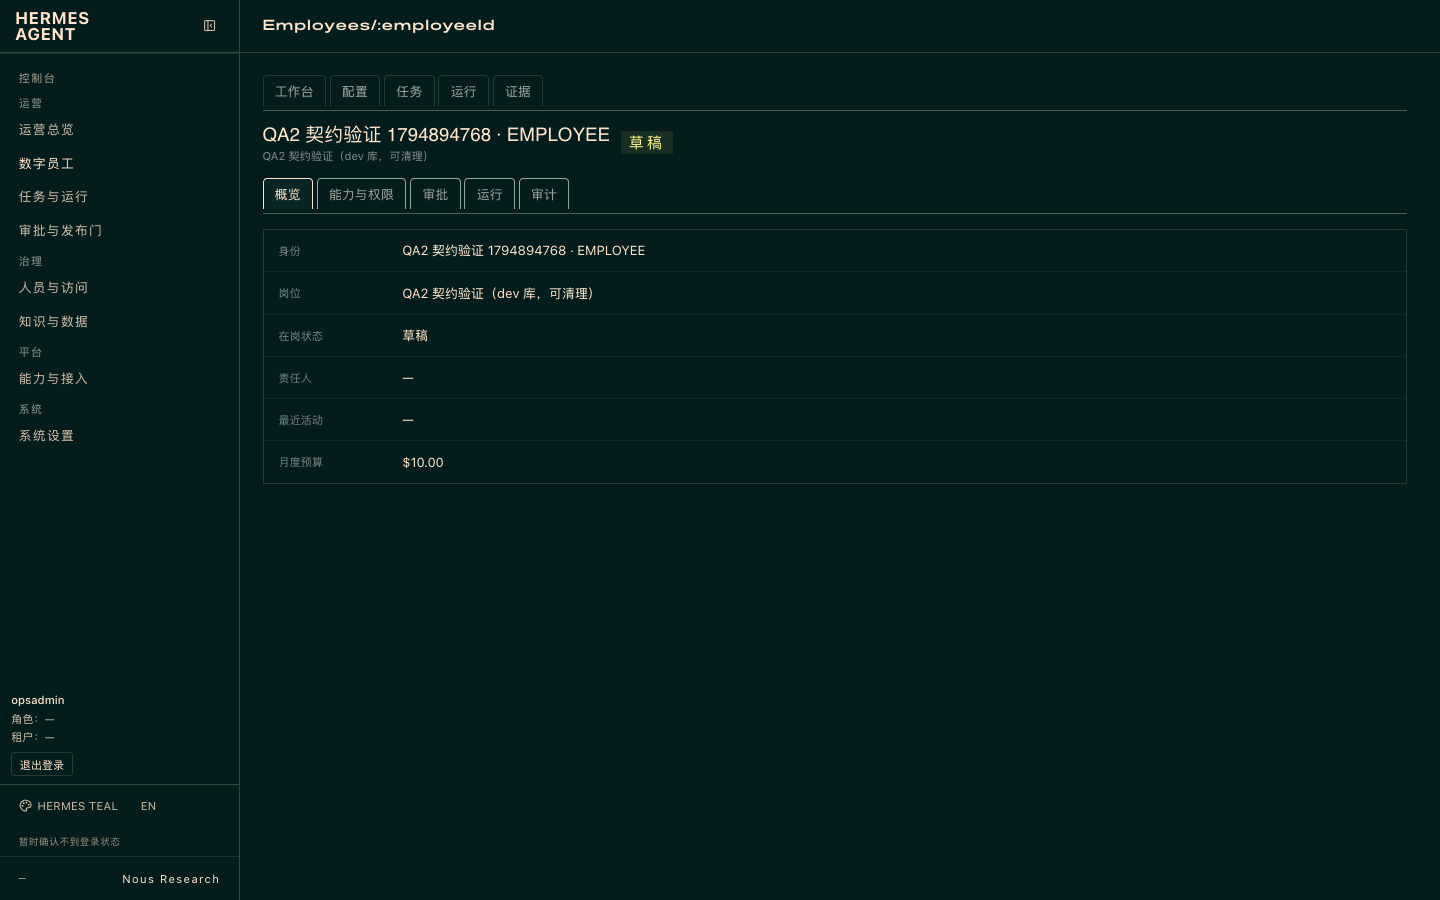 HERMES
AGENT
控制台
运营
运营总览
数字员工
任务与运行
审批与发布门
治理
人员与访问
知识与数据
平台
能力与接入
系统
系统设置
opsadmin
角色：—
租户：—
退出登录
HERMES TEAL EN
暂时确认不到登录状态
— Nous Research
Employees/:employeeId
工作台 配置 任务 运行 证据
QA2 契约验证 1794894768 · EMPLOYEE 草稿
QA2 契约验证（dev 库，可清理）
概览 能力与权限 审批 运行 审计
身份 QA2 契约验证 1794894768 · EMPLOYEE
岗位 QA2 契约验证（dev 库，可清理）
在岗状态 草稿
责任人 —
最近活动 —
月度预算 $10.00